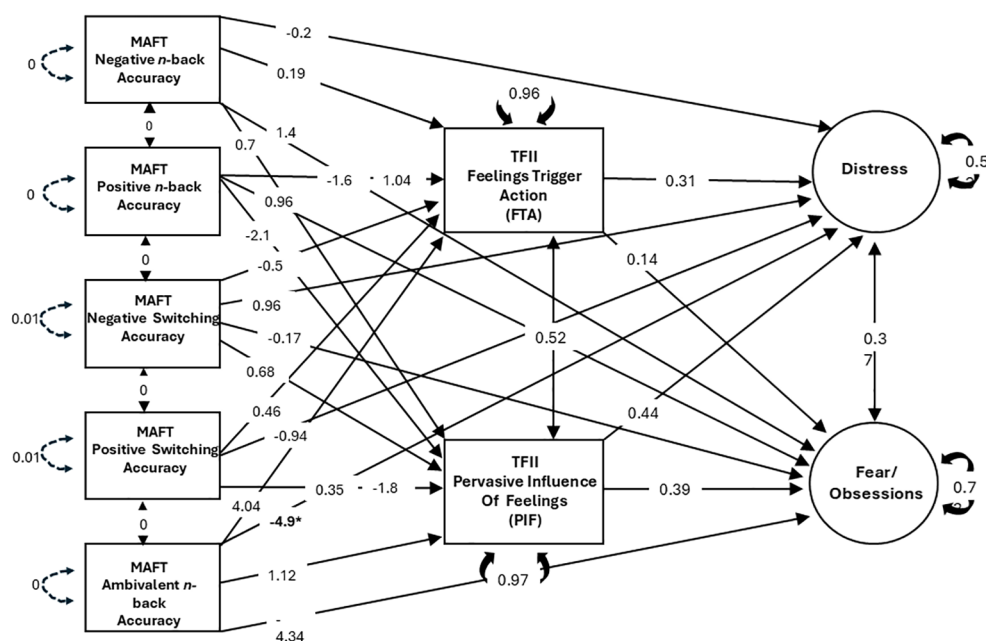 MAFT
Negative n-back
Accuracy
0
0
MAFT
Positive n-back
Accuracy
0
0
MAFT
Negative Switching
Accuracy
0.01
0
MAFT
Positive Switching
Accuracy
0.01
0
MAFT
Ambivalent n-
back
Accuracy
0
-0.2
0.19
1.4
0.7
-1.6
1.04
0.96
-2.1
-0.5
0.96
-0.17
0.68
0.46
-0.94
0.35
-1.8
4.04
-4.9*
1.12
-
4.34
0.96
TFII
Feelings Trigger
Action
(FTA)
0.31
0.14
0.52
0.44
TFII
Pervasive Influence
Of Feelings
(PIF)
0.39
0.97
Distress
0.5
0.3
7
Fear/
Obsessions
0.7